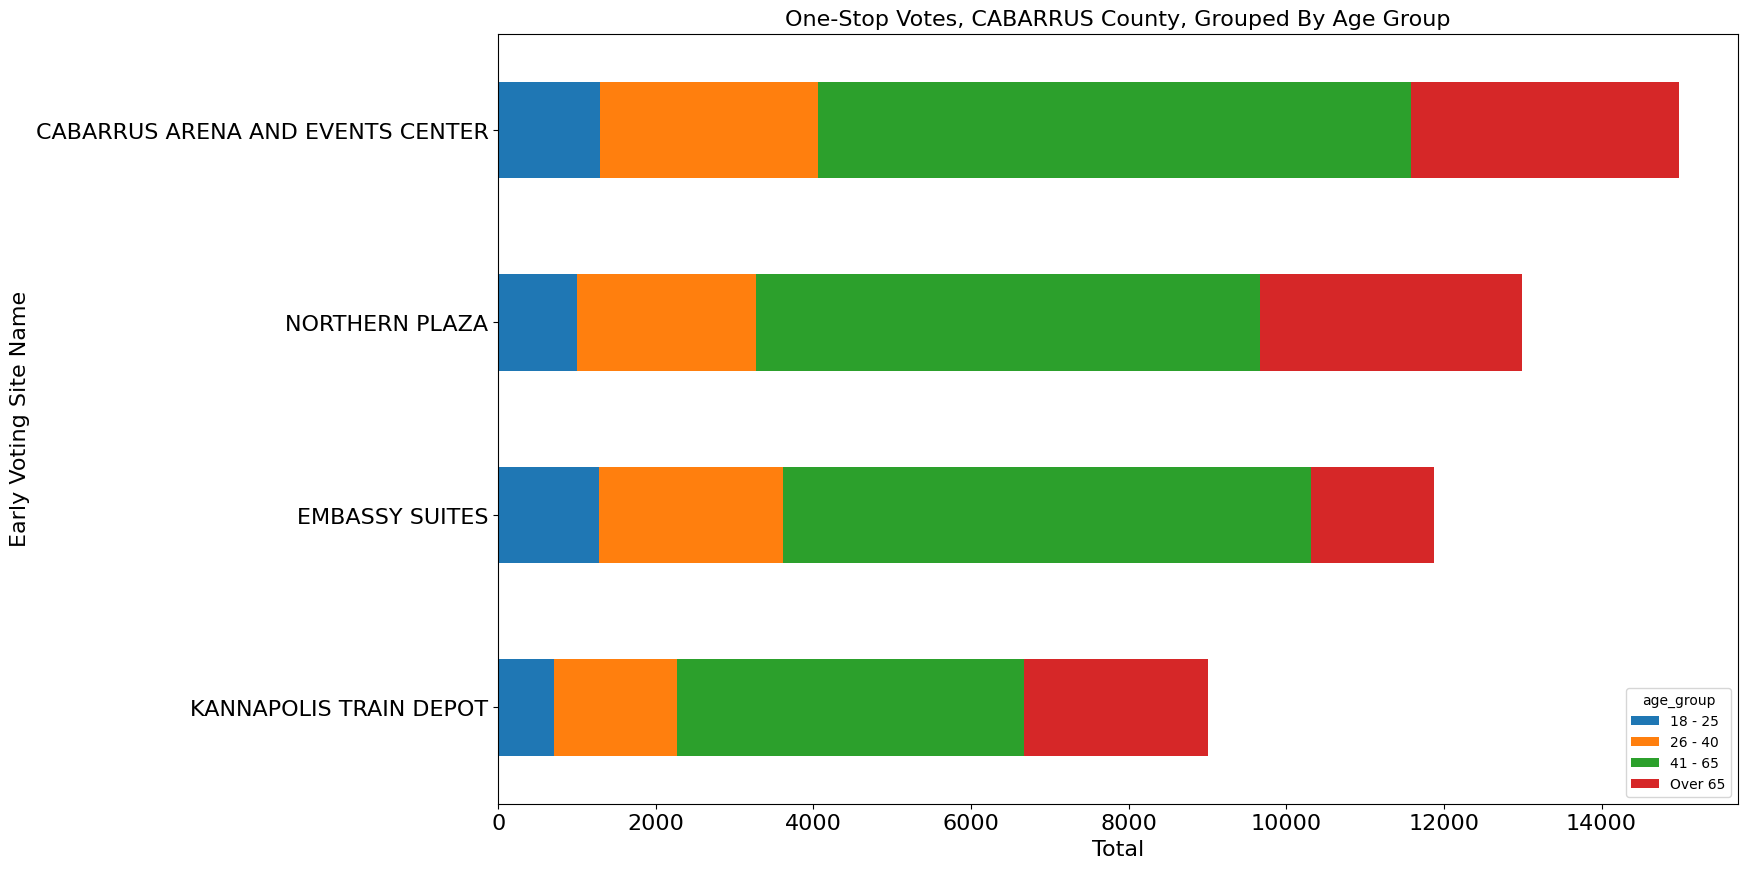 One-Stop Votes, CABARRUS County, Grouped By Age Group
Early Voting Site Name
CABARRUS ARENA AND EVENTS CENTER
NORTHERN PLAZA
EMBASSY SUITES
KANNAPOLIS TRAIN DEPOT
age_group
18 - 25
26 - 40
41 - 65
Over 65
0 2000 4000 6000 8000 10000 12000 14000
Total